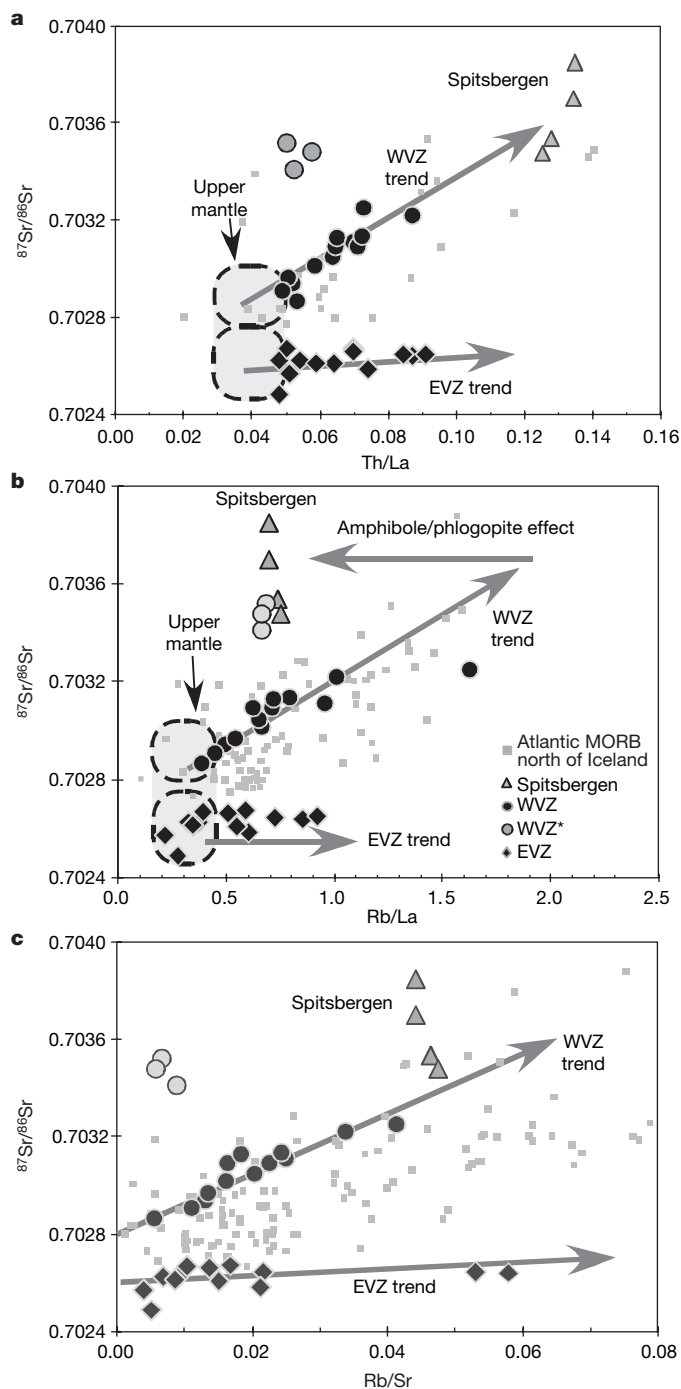 a
0.7040
0.7036
0.7032
0.7028
0.7024
87Sr/86Sr
Spitsbergen
WVZ
trend
Upper
mantle
EVZ trend
0.00 0.02 0.04 0.06 0.08 0.10 0.12 0.14 0.16
Th/La
b
0.7040
0.7036
0.7032
0.7028
0.7024
87Sr/86Sr
Spitsbergen
Amphibole/phlogopite effect
WVZ
trend
Upper
mantle
Atlantic MORB
north of Iceland
Spitsbergen
WVZ
WVZ*
EVZ
EVZ trend
0.0 0.5 1.0 1.5 2.0 2.5
Rb/La
c
0.7040
0.7036
0.7032
0.7028
0.7024
87Sr/86Sr
Spitsbergen
WVZ
trend
EVZ trend
0.00 0.02 0.04 0.06 0.08
Rb/Sr